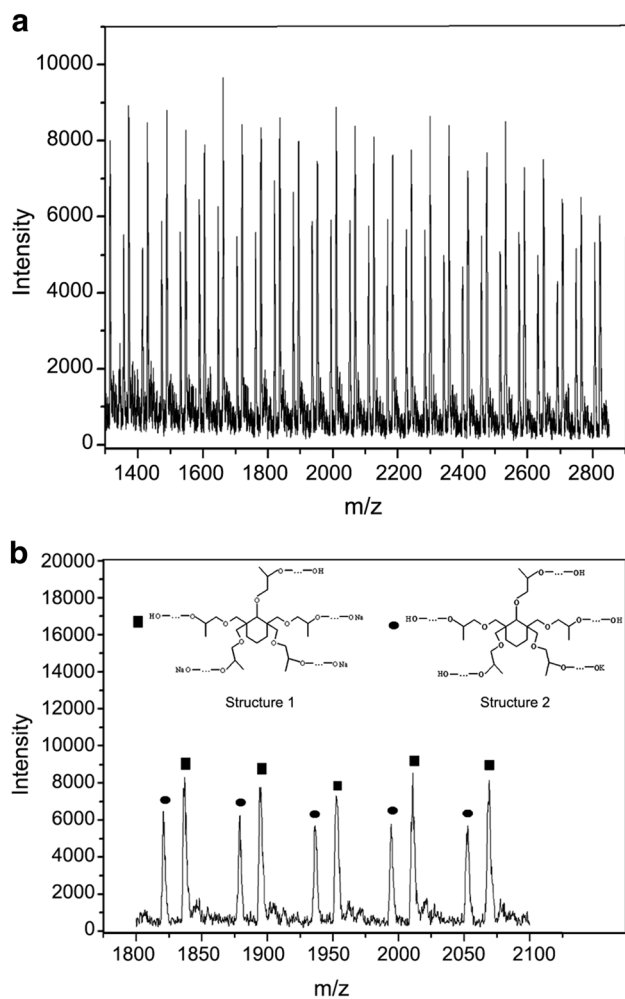 a
10000
8000
6000
4000
2000
0
Intensity
1400 1600 1800 2000 2200 2400 2600 2800
m/z
b
20000
18000
16000
14000
12000
10000
8000
6000
4000
2000
0
Intensity
O—...—OH
HO—...—O
O
O
O—...—ONa
O
O
Na—...—O
O—...—ONa
Structure 1
O—...—OH
HO—...—O
O
O
O—...—OH
O
O
HO—...—O
O—...—OK
Structure 2
1800 1850 1900 1950 2000 2050 2100
m/z